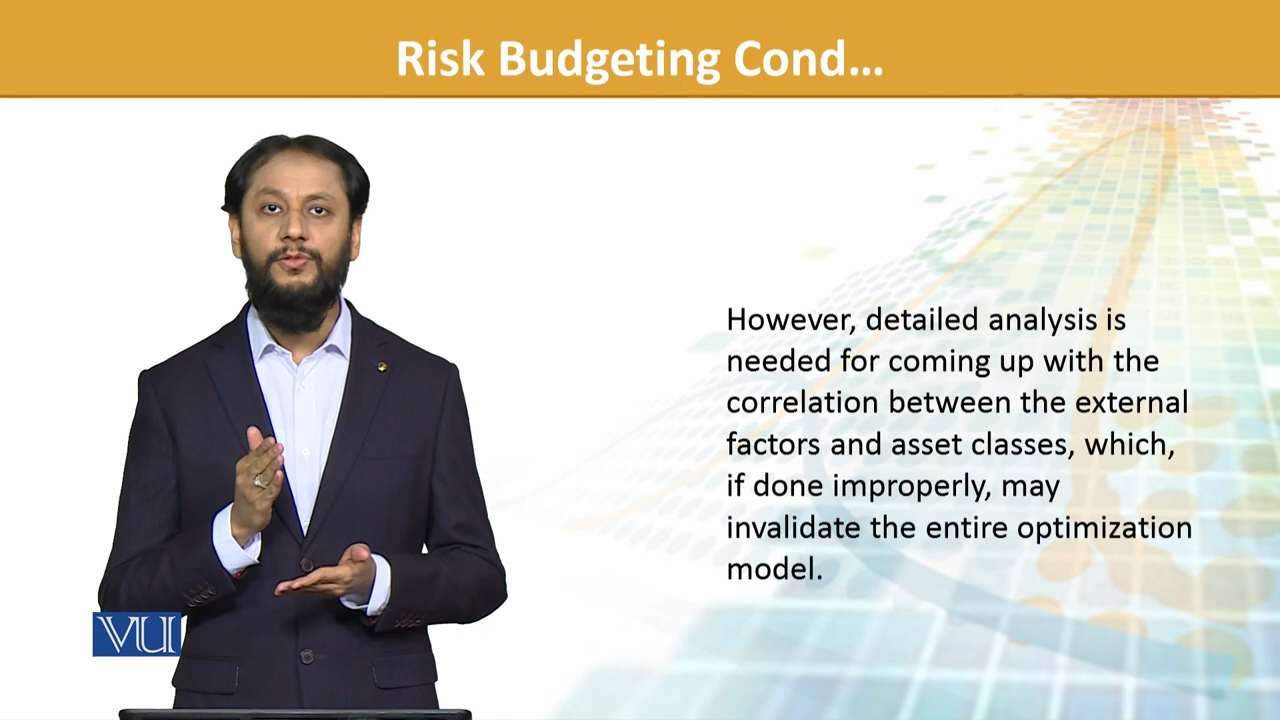 Risk Budgeting Cond...
However, detailed analysis is
needed for coming up with the
correlation between the external
factors and asset classes, which,
if done improperly, may
invalidate the entire optimization
model.
VU